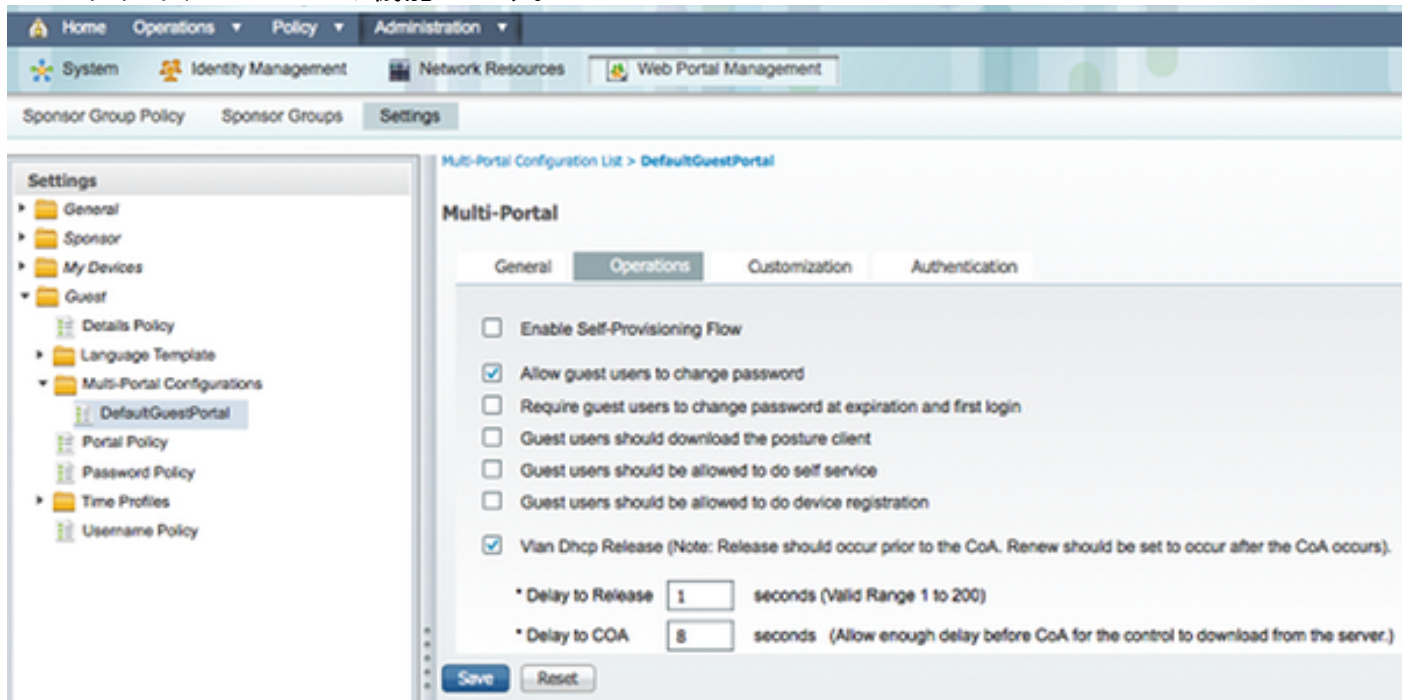 機能
Home Operations Policy Administration
System Identity Management Network Resources Web Portal Management
Sponsor Group Policy Sponsor Groups Settings
Multi-Portal Configuration List > DefaultGuestPortal
Settings
General
Sponsor
My Devices
Guest
Details Policy
Language Template
Multi-Portal Configurations
DefaultGuestPortal
Portal Policy
Password Policy
Time Profiles
Username Policy
Multi-Portal
General Operations Customization Authentication
Enable Self-Provisioning Flow
Allow guest users to change password
Require guest users to change password at expiration and first login
Guest users should download the posture client
Guest users should be allowed to do self service
Guest users should be allowed to do device registration
Vlan Dhcp Release (Note: Release should occur prior to the CoA. Renew should be set to occur after the CoA occurs).
* Delay to Release 1 seconds (Valid Range 1 to 200)
* Delay to COA 8 seconds (Allow enough delay before CoA for the control to download from the server.)
Save Reset